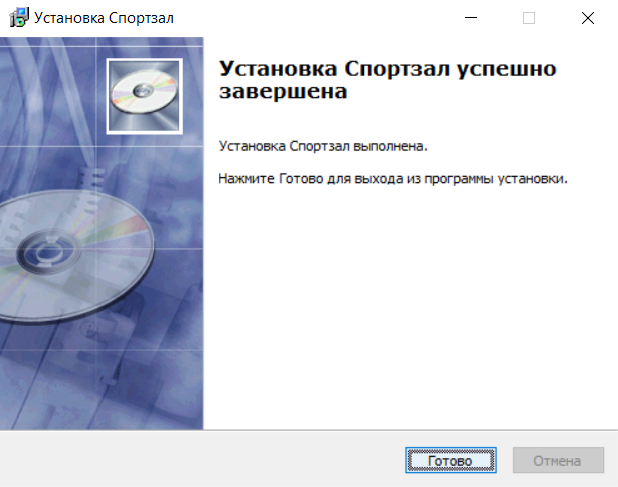 Установка Спортзал
Установка Спортзал успешно
завершена
Установка Спортзал выполнена.
Нажмите Готово для выхода из программы установки.
Готово
Отмена